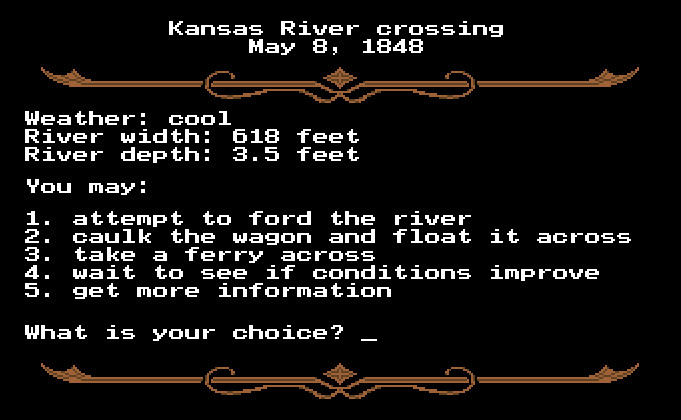 Kansas River crossing
May 8, 1848
Weather: cool
River width: 618 feet
River depth: 3.5 feet
You may:
1. attempt to ford the river
2. caulk the wagon and float it across
3. take a ferry across
4. wait to see if conditions improve
5. get more information
What is your choice? _